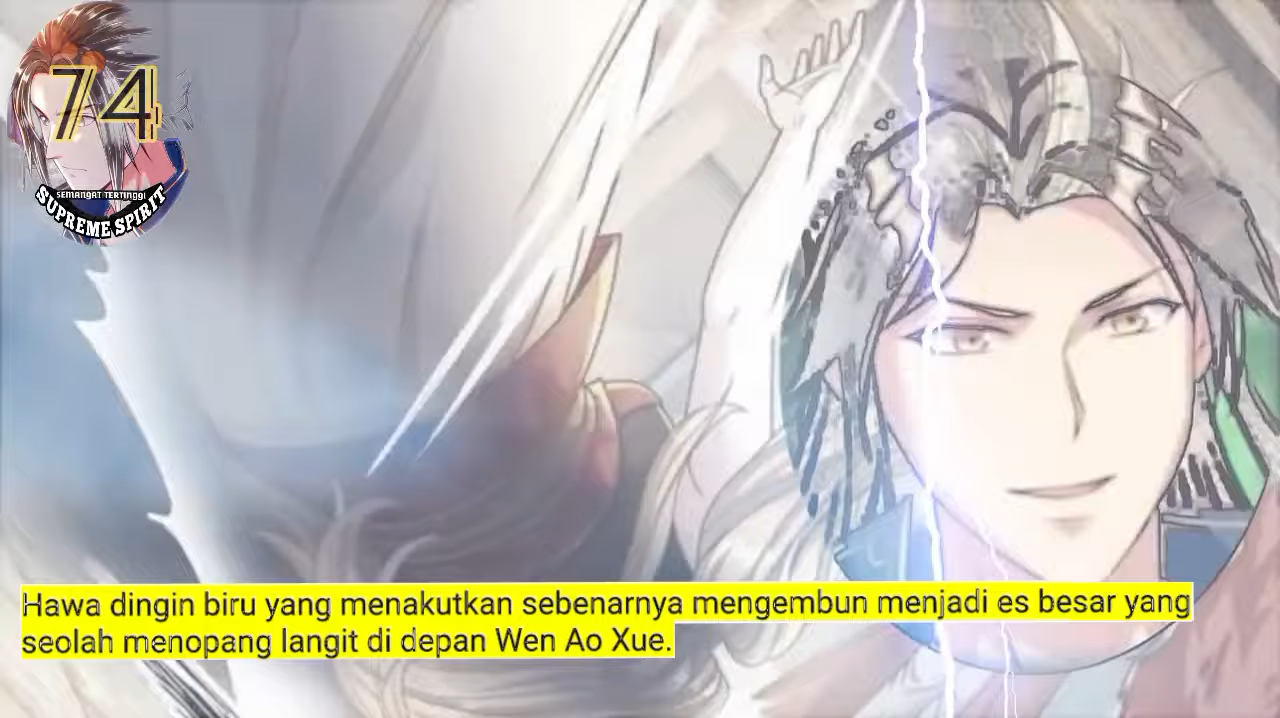 74
SEMANGAT TERTINGGI
SUPREME SPIRIT
Hawa dingin biru yang menakutkan sebenarnya mengembun menjadi es besar yang
seolah menopang langit di depan Wen Ao Xue.